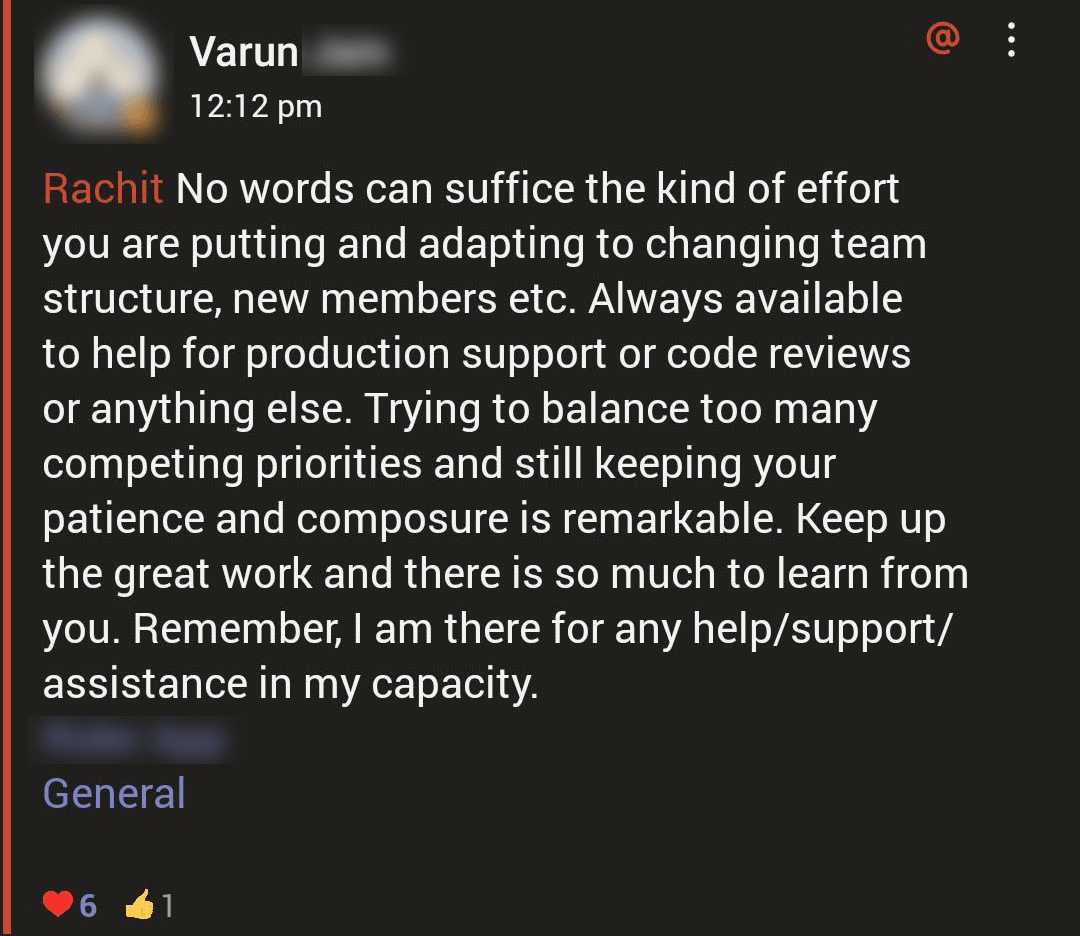 Varun
12:12 pm
@
Rachit No words can suffice the kind of effort
you are putting and adapting to changing team
structure, new members etc. Always available
to help for production support or code reviews
or anything else. Trying to balance too many
competing priorities and still keeping your
patience and composure is remarkable. Keep up
the great work and there is so much to learn from
you. Remember, I am there for any help/support/
assistance in my capacity.
General
❤️ 6 👍 1